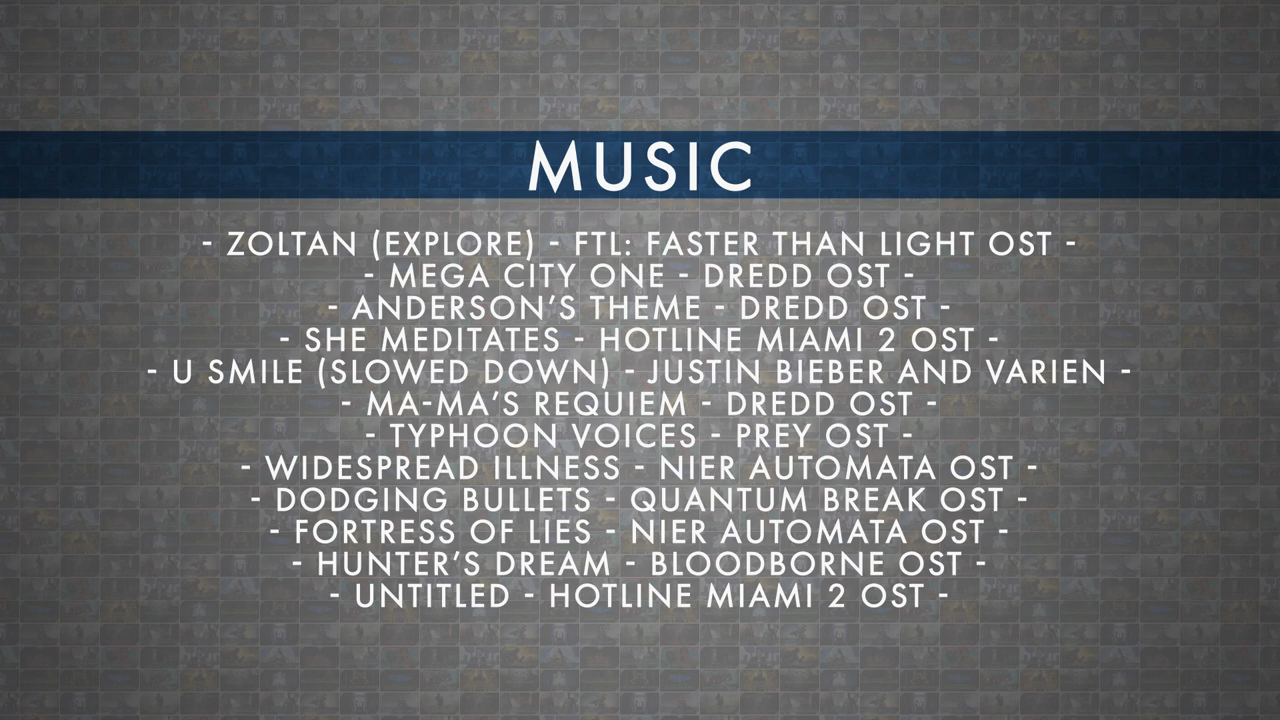 MUSIC
- ZOLTAN (EXPLORE) - FTL: FASTER THAN LIGHT OST -
- MEGA CITY ONE - DREDD OST -
- ANDERSON'S THEME - DREDD OST -
- SHE MEDITATES - HOTLINE MIAMI 2 OST -
- U SMILE (SLOWED DOWN) - JUSTIN BIEBER AND VARIEN -
- MA-MA'S REQUIEM - DREDD OST -
- TYPHOON VOICES - PREY OST -
- WIDESPREAD ILLNESS - NIER AUTOMATA OST -
- DODGING BULLETS - QUANTUM BREAK OST -
- FORTRESS OF LIES - NIER AUTOMATA OST -
- HUNTER'S DREAM - BLOODBORNE OST -
- UNTITLED - HOTLINE MIAMI 2 OST -